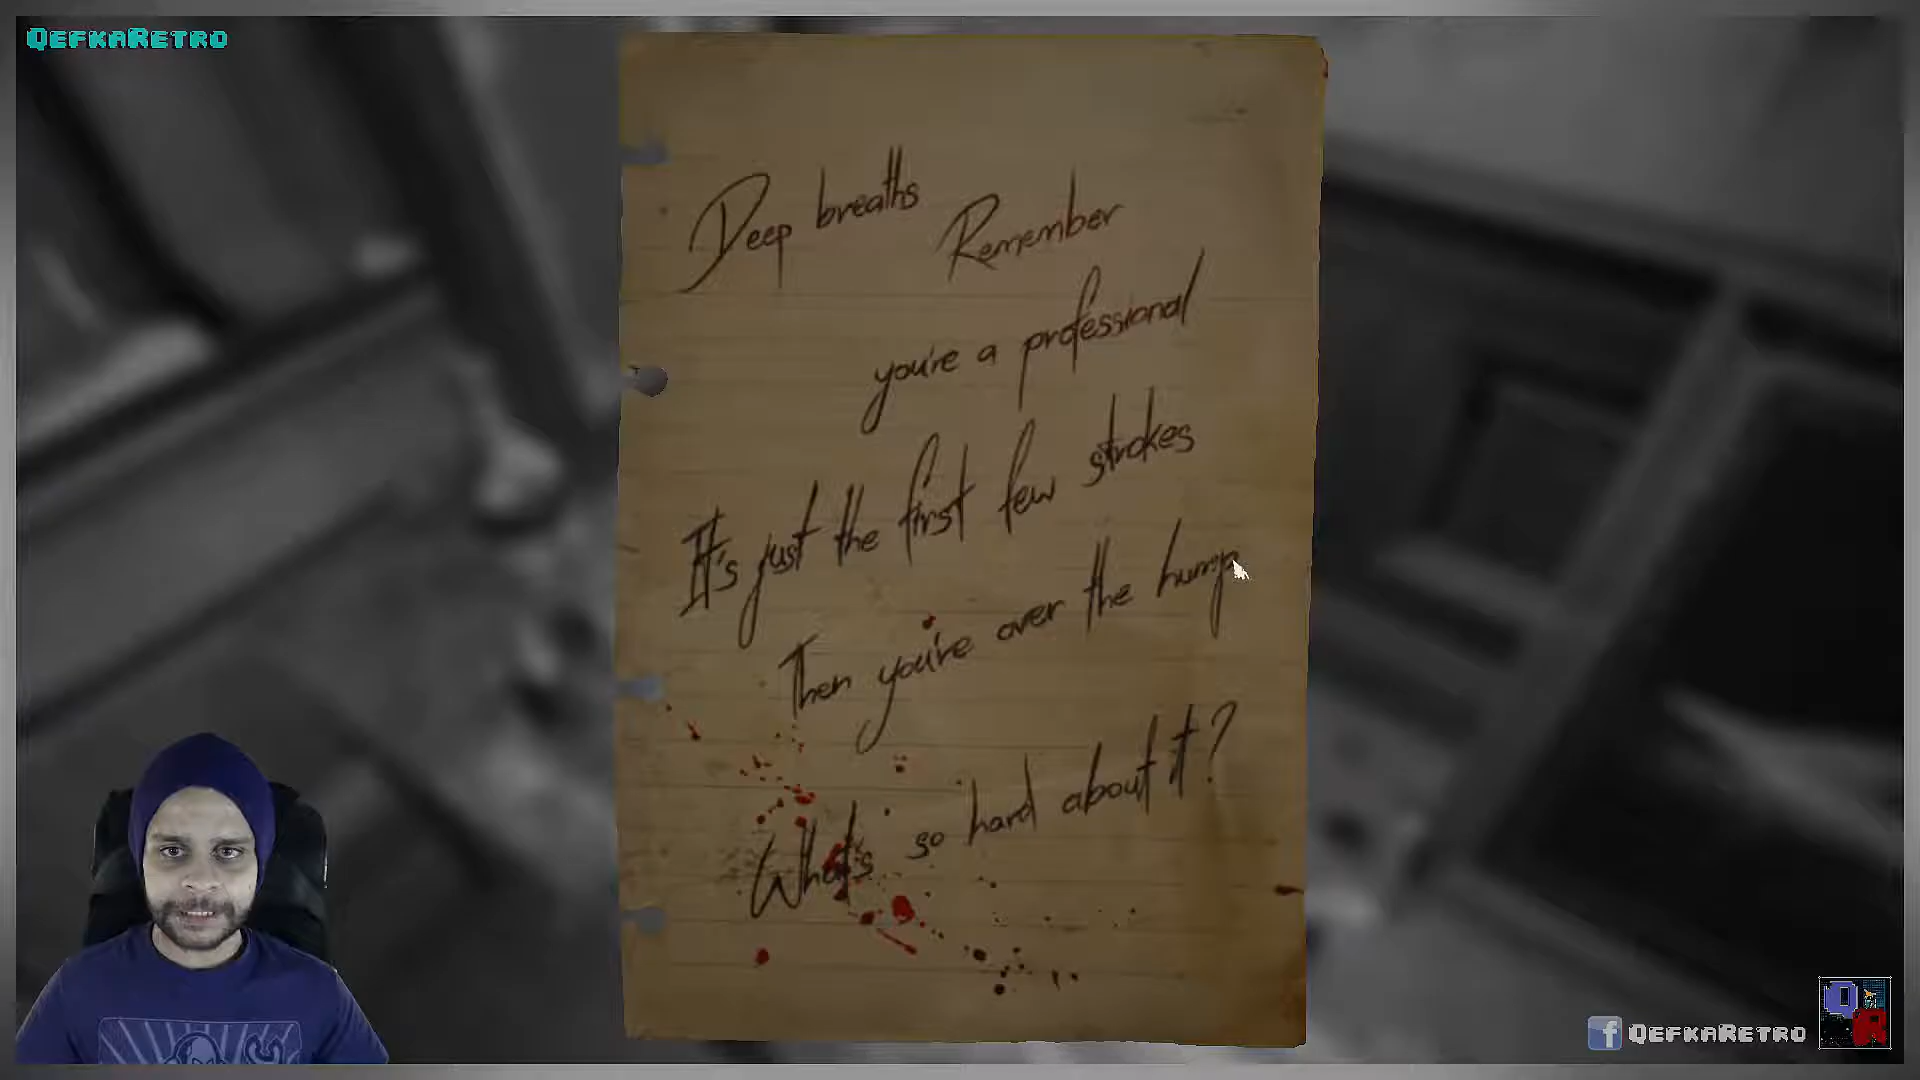 QEFKARETRO
Deep breaths
Remember
you're a professional
It's just the first few strokes
Then you're over the hump
What's so hard about it?
QEFKARETRO